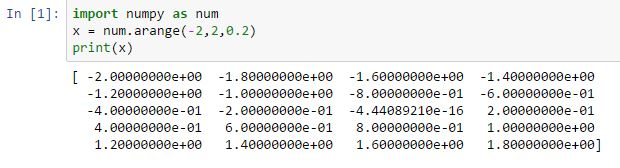 In [1]: import numpy as num
x = num.arange(-2,2,0.2)
print(x)
[ -2.00000000e+00 -1.80000000e+00 -1.60000000e+00 -1.40000000e+00
-1.20000000e+00 -1.00000000e+00 -8.00000000e-01 -6.00000000e-01
-4.00000000e-01 -2.00000000e-01 -4.44089210e-16 2.00000000e-01
4.00000000e-01 6.00000000e-01 8.00000000e-01 1.00000000e+00
1.20000000e+00 1.40000000e+00 1.60000000e+00 1.80000000e+00]